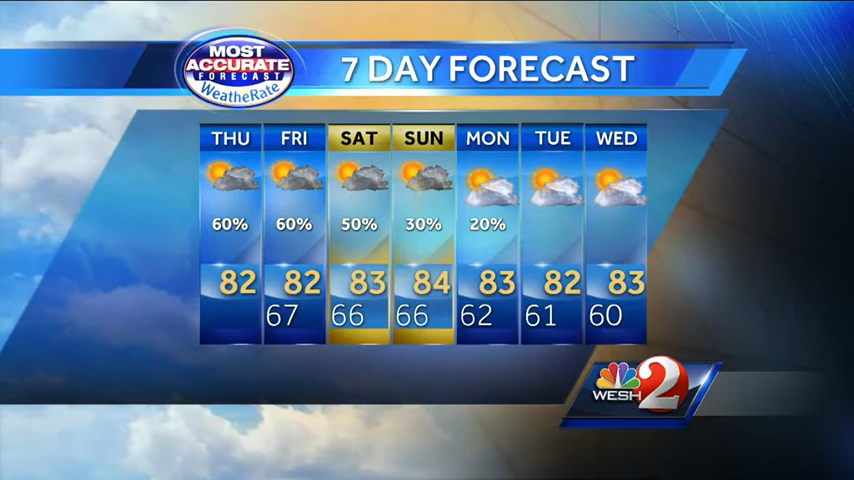 MOST
ACCURATE
FORECAST
WeatheRate
7 DAY FORECAST
THU FRI SAT SUN MON TUE WED
60% 60% 50% 30% 20%
82 82 83 84 83 82 83
67 66 66 62 61 60
WESH 2